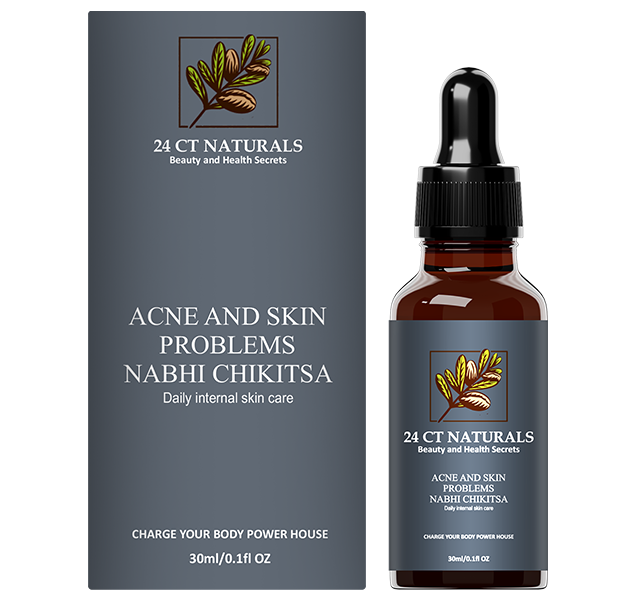 24 CT NATURALS
Beauty and Health Secrets
ACNE AND SKIN
PROBLEMS
NABHI CHIKITSA
Daily internal skin care
CHARGE YOUR BODY POWER HOUSE
30ml/0.1fl OZ
24 CT NATURALS
Beauty and Health Secrets
ACNE AND SKIN
PROBLEMS
NABHI CHIKITSA
Daily internal skin care
CHARGE YOUR BODY POWER HOUSE
30ml/0.1fl OZ